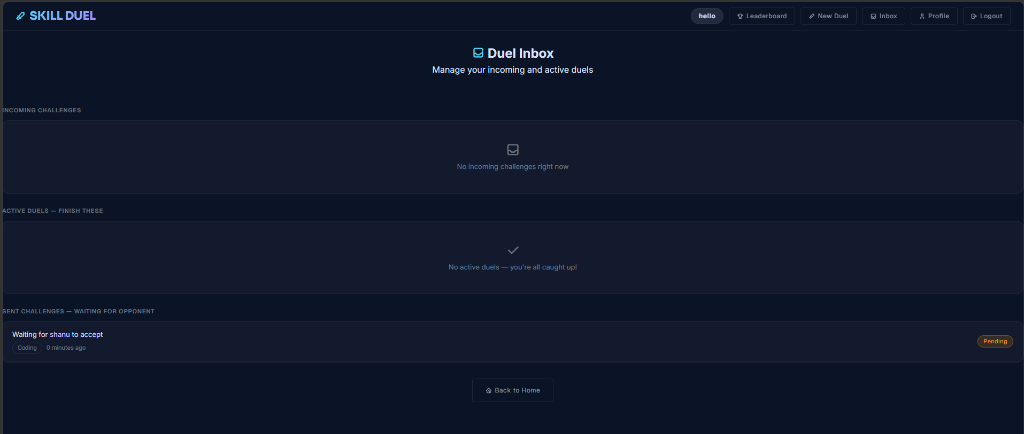 SKILL DUEL
hello
Leaderboard
New Duel
Inbox
Profile
Logout
Duel Inbox
Manage your incoming and active duels
INCOMING CHALLENGES
No incoming challenges right now
ACTIVE DUELS — FINISH THESE
No active duels — you're all caught up!
SENT CHALLENGES — WAITING FOR OPPONENT
Waiting for shanu to accept
Coding 0 minutes ago
Pending
Back to Home